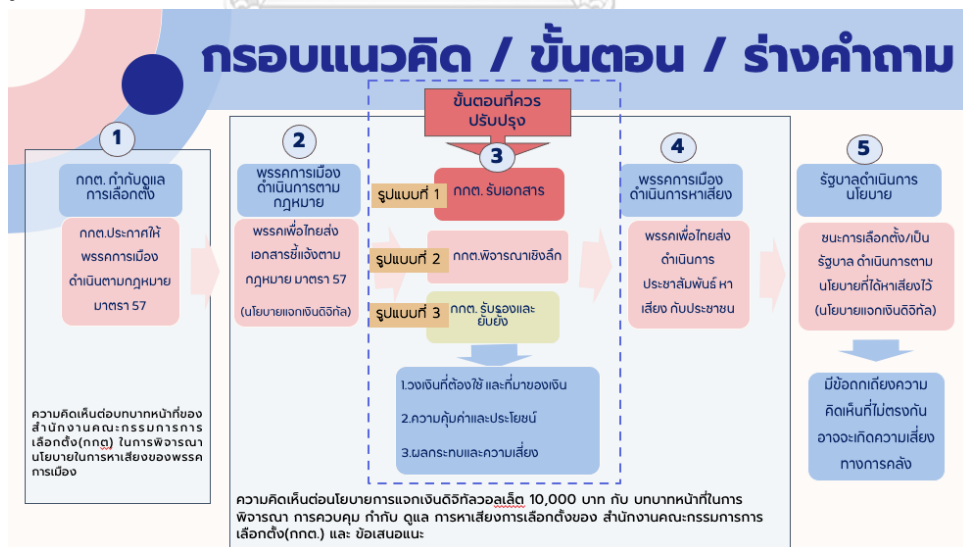 กรอบแนวคิด / ขั้นตอน / ร่างคำถาม
1
กกต. กำกับดูแล
การเลือกตั้ง
กกต.ประกาศให้
พรรคการเมือง
ดำเนินตามกฎหมาย
มาตรา 57
ความคิดเห็นต่อบทบาทหน้าที่ของ
สำนักงานคณะกรรมการการ
เลือกตั้ง(กกต) ในการพิจารณา
นโยบายในการหาเสียงของพรรค
การเมือง
2
พรรคการเมือง
ดำเนินการตาม
กฎหมาย
พรรคเพื่อไทยส่ง
เอกสารชี้แจ้งตาม
กฎหมาย มาตรา 57
(นโยบายแจกเงินดิจิทัล)
ขั้นตอนที่ควร
ปรับปรุง
3
รูปแบบที่ 1
กกต. รับเอกสาร
รูปแบบที่ 2
กกต.พิจารณาเชิงลึก
รูปแบบที่ 3
กกต. รับรองและ
ยับยั้ง
1.วงเงินที่ต้องใช้ และที่มาของเงิน
2.ความคุ้มค่าและประโยชน์
3.ผลกระทบและความเสี่ยง
4
พรรคการเมือง
ดำเนินการหาเสียง
พรรคเพื่อไทยส่ง
ดำเนินการ
ประชาสัมพันธ์ หา
เสียง กับประชาชน
5
รัฐบาลดำเนินการ
นโยบาย
ชนะการเลือกตั้ง/เป็น
รัฐบาล ดำเนินการตาม
นโยบายที่ได้หาเสียงไว้
(นโยบายแจกเงินดิจิทัล)
มีข้อถกเถียงความ
คิดเห็นที่ไม่ตรงกัน
อาจจะเกิดความเสี่ยง
ทางการคลัง
ความคิดเห็นต่อนโยบายการแจกเงินดิจิทัลวอลเล็ต 10,000 บาท กับ บทบาทหน้าที่ในการ
พิจารณา การควบคุม กำกับ ดูแล การหาเสียงการเลือกตั้งของ สำนักงานคณะกรรมการการ
เลือกตั้ง(กกต.) และ ข้อเสนอแนะ